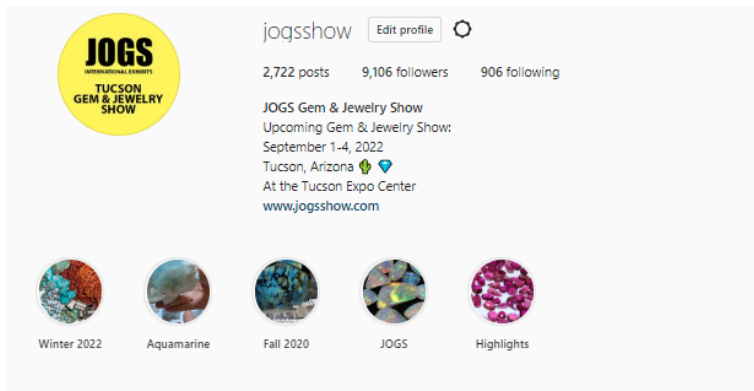 JOGS
INTERNATIONAL EXHIBITS
TUCSON
GEM & JEWELRY
SHOW
jogsshow Edit profile
2,722 posts 9,106 followers 906 following
JOGS Gem & Jewelry Show
Upcoming Gem & Jewelry Show:
September 1-4, 2022
Tucson, Arizona 🌵 💎
At the Tucson Expo Center
www.jogsshow.com
Winter 2022 Aquamarine Fall 2020 JOGS Highlights